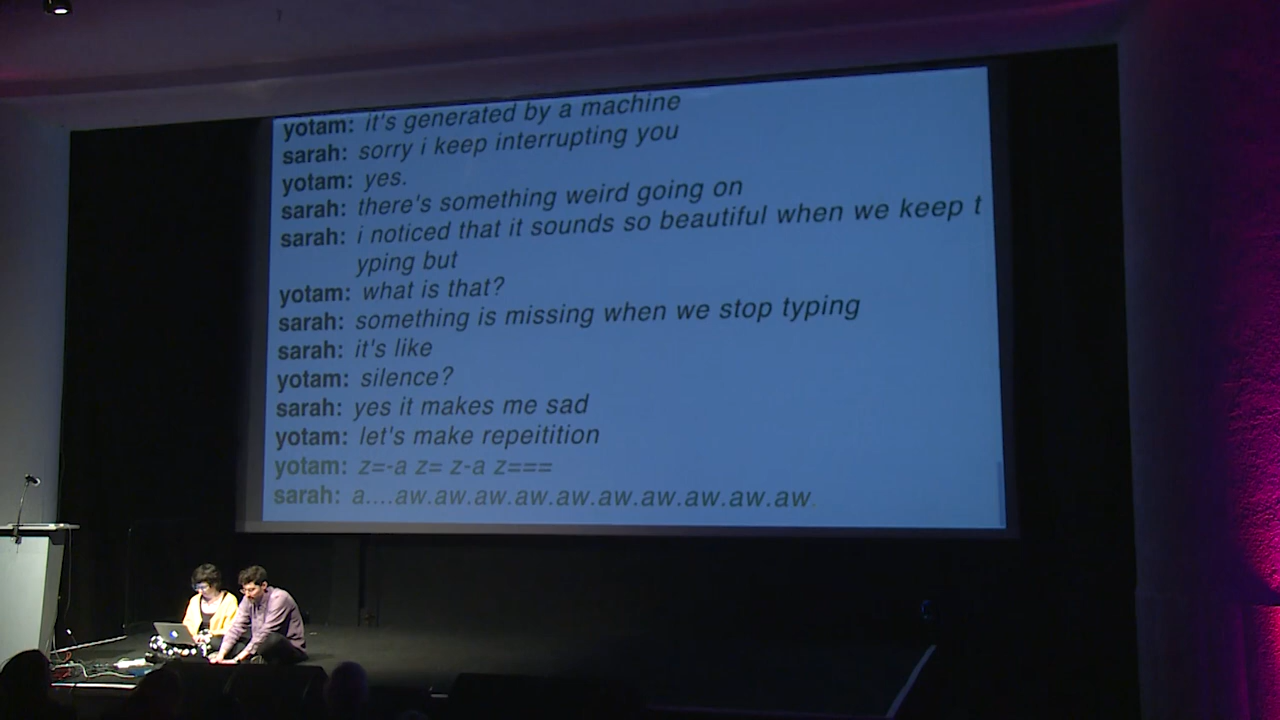 yotam: it's generated by a machine
sarah: sorry i keep interrupting you
yotam: yes.
sarah: there's something weird going on
sarah: i noticed that it sounds so beautiful when we keep t
yping but
yotam: what is that?
sarah: something is missing when we stop typing
sarah: it's like
yotam: silence?
sarah: yes it makes me sad
yotam: let's make repeitition
yotam: z=-a z= z-a z===
sarah: a....aw.aw.aw.aw.aw.aw.aw.aw.aw.aw.